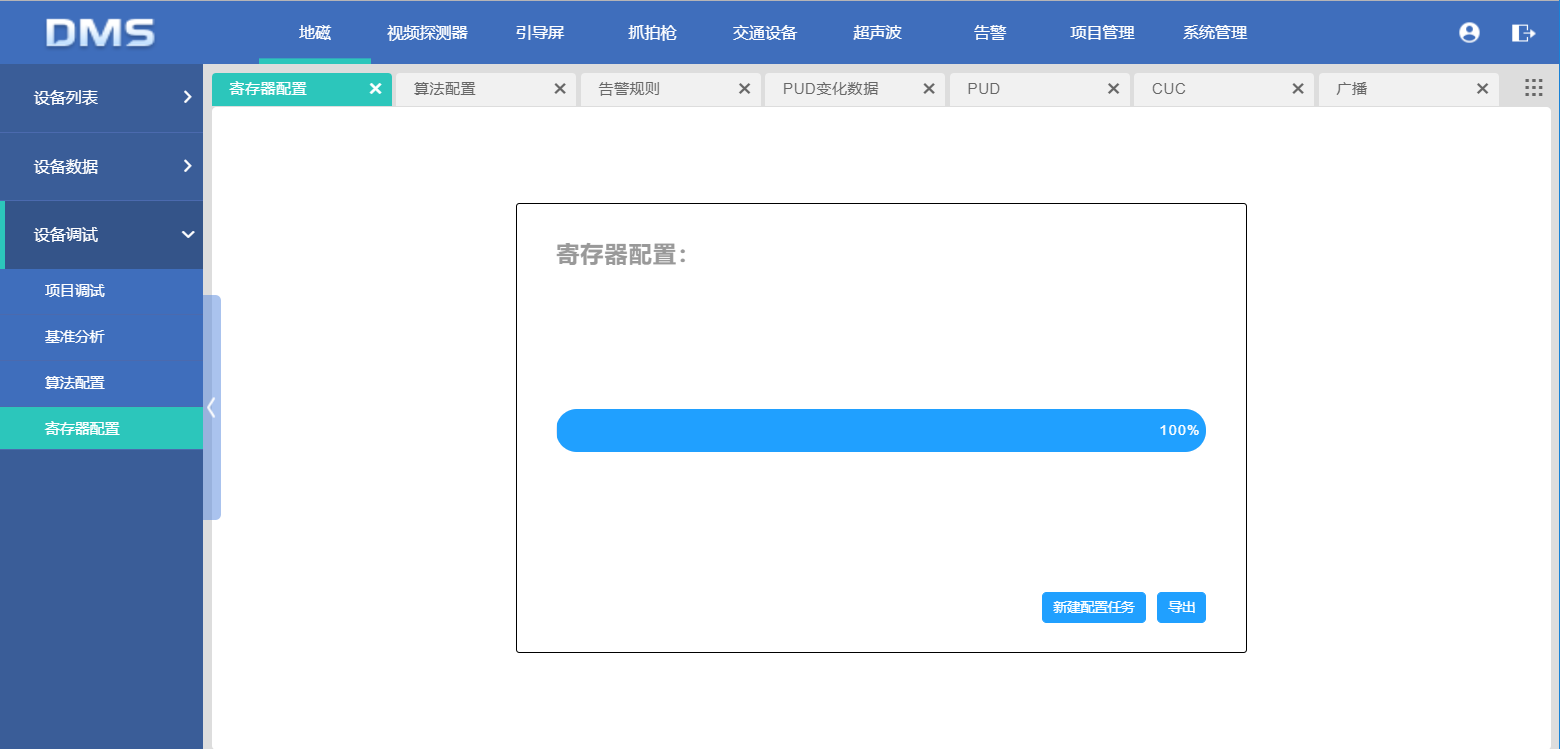 DMS
地磁 视频探测器 引导屏 抓拍枪 交通设备 超声波 告警 项目管理 系统管理
设备列表
设备数据
设备调试
项目调试
基准分析
算法配置
寄存器配置
寄存器配置 算法配置 告警规则 PUD变化数据 PUD CUC 广播
寄存器配置：
100%
新建配置任务 导出